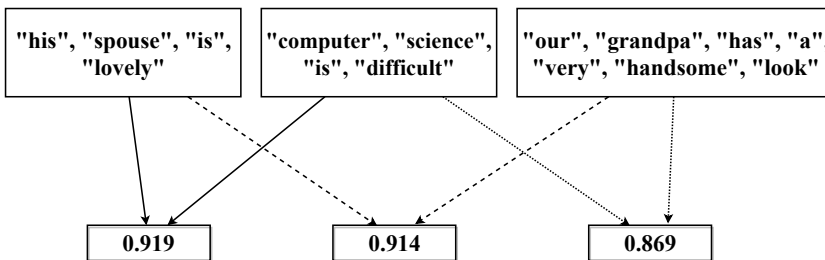 "his", "spouse", "is",
"lovely"
"computer", "science",
"is", "difficult"
"our", "grandpa", "has", "a",
"very", "handsome", "look"
0.919
0.914
0.869